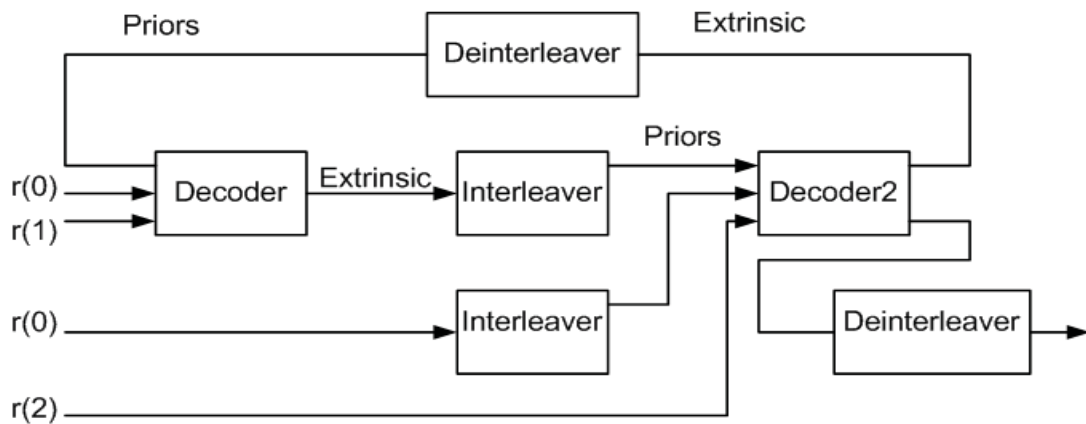 Priors
Extrinsic
Deinterleaver
Priors
r(0)
Decoder
Extrinsic
Interleaver
Decoder2
r(1)
r(0)
Interleaver
Deinterleaver
r(2)